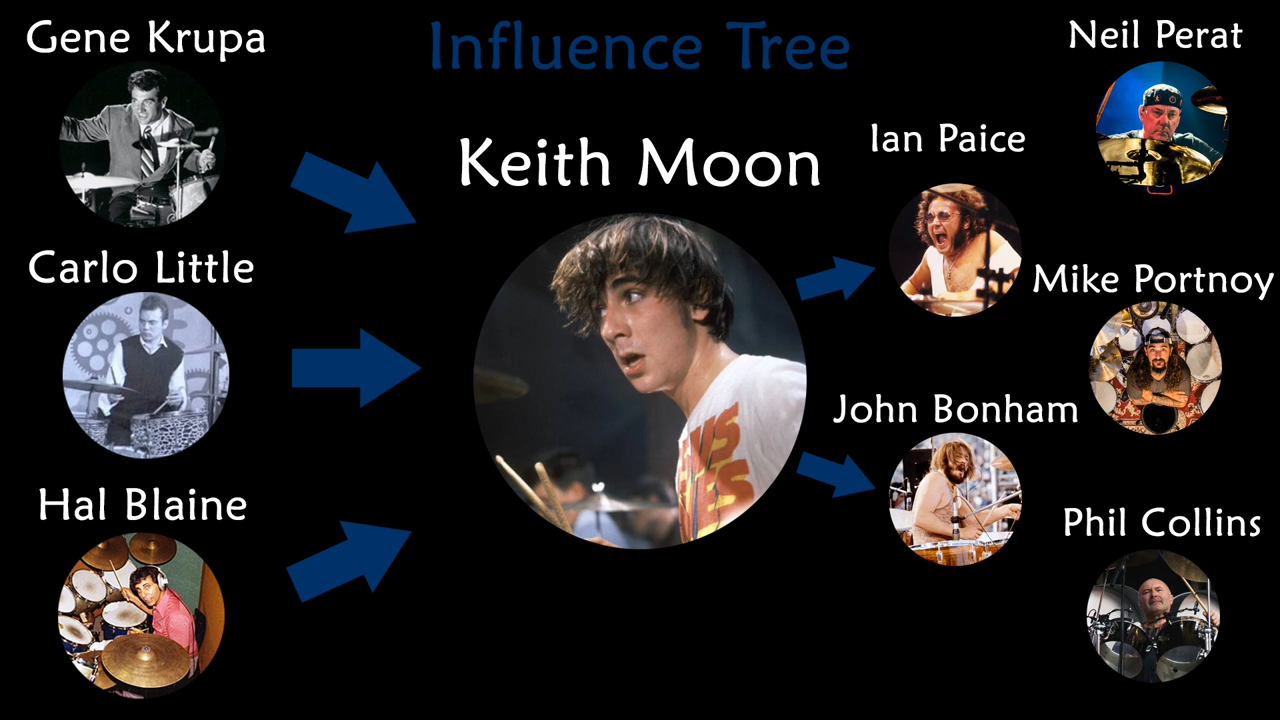 Influence Tree
Gene Krupa
Carlo Little
Hal Blaine
Keith Moon
Ian Paice
John Bonham
Neil Perat
Mike Portnoy
Phil Collins